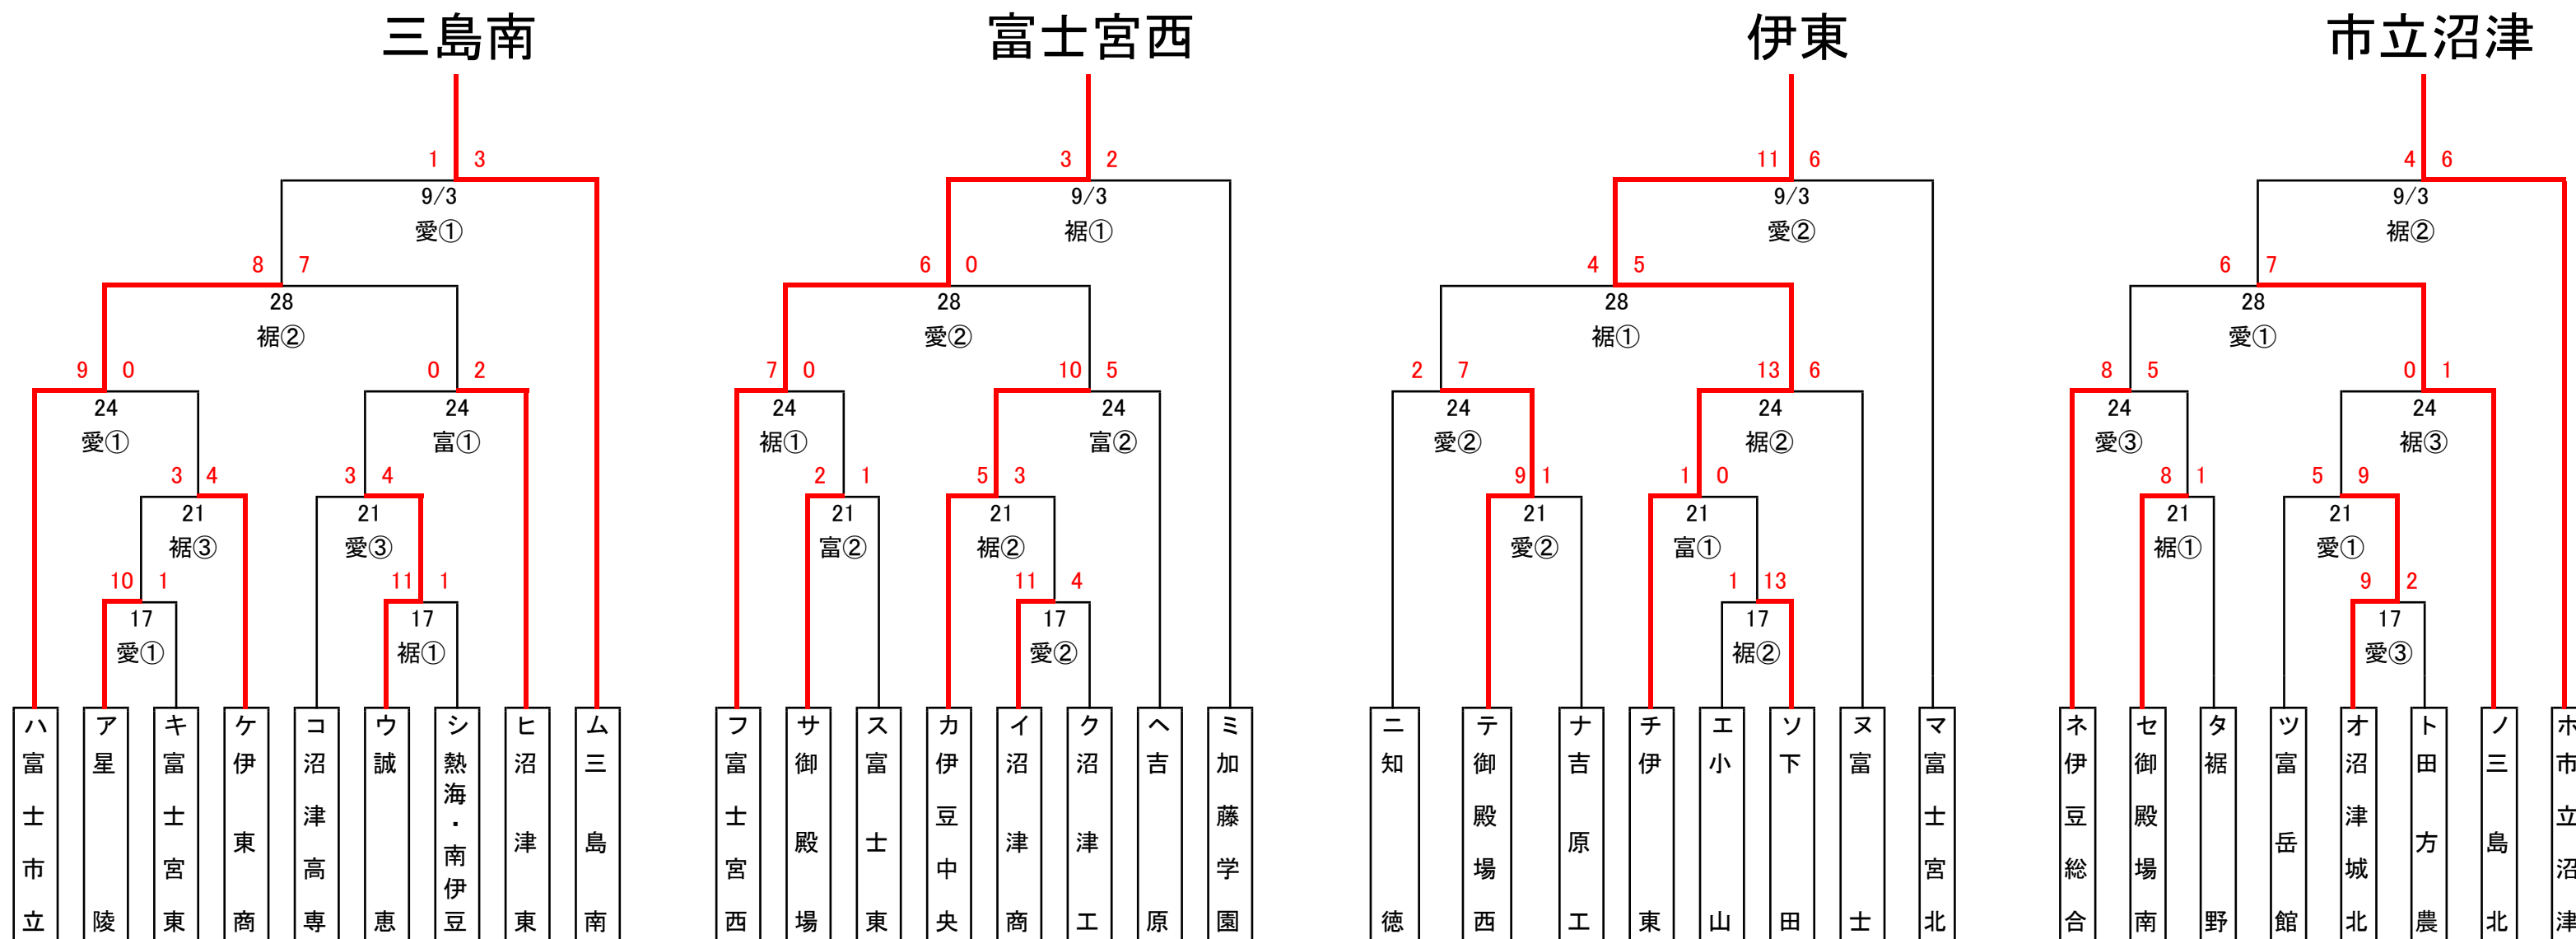 三島南 富士宮西 伊東 市立沼津
1 3 3 2 11 6 4 6
9/3 9/3 9/3 9/3
愛① 裾① 愛② 裾②
8 7 6 0 4 5 6 7
28 28 28 28
裾② 愛② 裾① 愛①
9 0 0 2 7 0 10 5 2 7 13 6 8 5 0 1
24 24 24 24 24 24 24 24
愛① 富① 裾① 富② 愛② 裾② 愛③ 裾③
3 4 3 4 2 1 5 3 9 1 1 0 8 1 5 9
21 21 21 21 21 21 21 21
裾③ 愛③ 富② 裾② 愛② 富① 裾① 愛①
10 1 11 1 11 4 1 13 9 2
17 17 17 17 17
愛① 裾① 愛② 裾② 愛③
ハ富士市立
ア星陵
キ富士宮東
ケ伊東商
コ沼津高専
ウ誠恵
シ熱海・南伊豆
ヒ沼津東
ム三島南
フ富士宮西
サ御殿場
ス富士東
カ伊豆中央
イ沼津商
ク沼津工
ヘ吉原
ミ加藤学園
ニ知徳
テ御殿場西
ナ吉原工
チ伊東
エ小山
ソ下田
ヌ富士
マ富士宮北
ネ伊豆総合
セ御殿場南
タ裾野
ツ富岳館
オ沼津城北
ト田方農
ノ三島北
ホ市立沼津